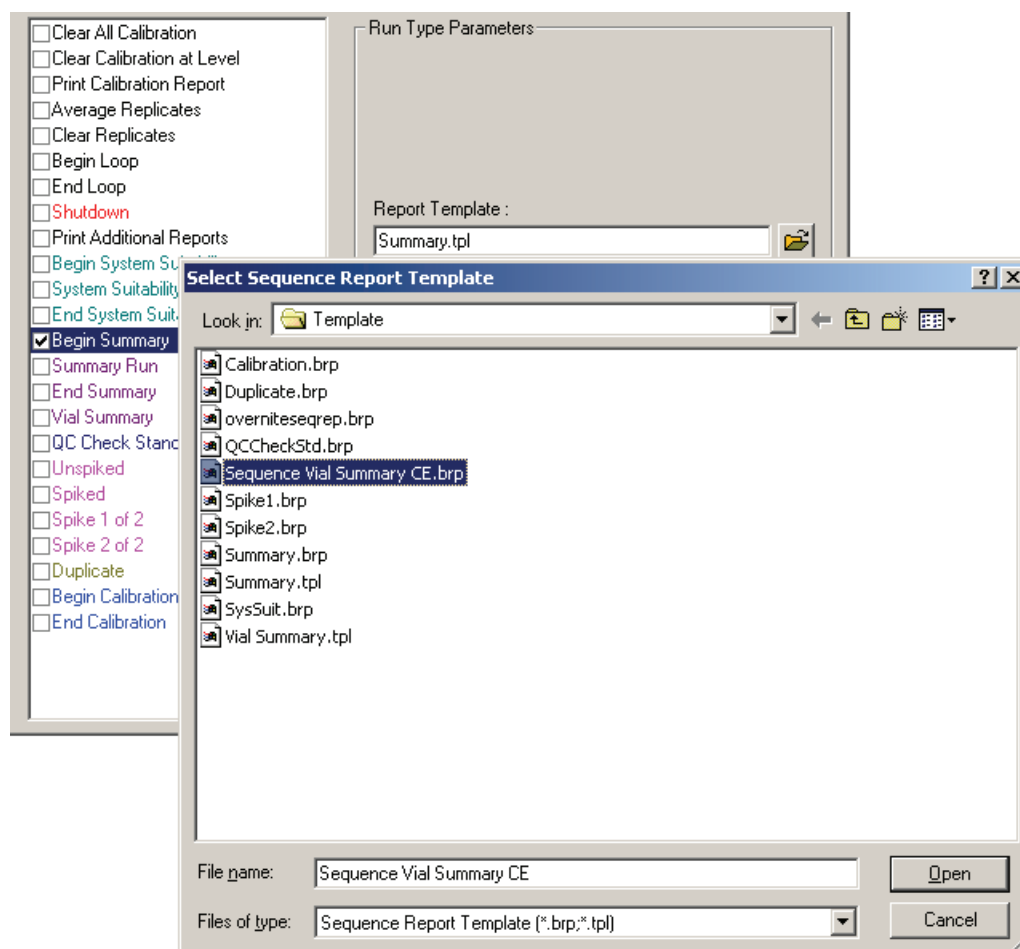 Clear All Calibration
Clear Calibration at Level
Print Calibration Report
Average Replicates
Clear Replicates
Begin Loop
End Loop
Shutdown
Print Additional Reports
Begin System
System Suitability
End System
Begin Summary
Summary Run
End Summary
Vial Summary
QC Check
Unspiked
Spiked
Spike 1 of 2
Spike 2 of 2
Duplicate
Begin Calibration
End Calibration
Run Type Parameters
Report Template :
Summary.tpl
Select Sequence Report Template
Look in: Template
Calibration.brp
Duplicate.brp
overniteseqrep.brp
QCCheckStd.brp
Sequence Vial Summary CE.brp
Spike1.brp
Spike2.brp
Summary.brp
Summary.tpl
SysSuit.brp
Vial Summary.tpl
File name: Sequence Vial Summary CE
Open
Files of type: Sequence Report Template (*.brp;*.tpl)
Cancel